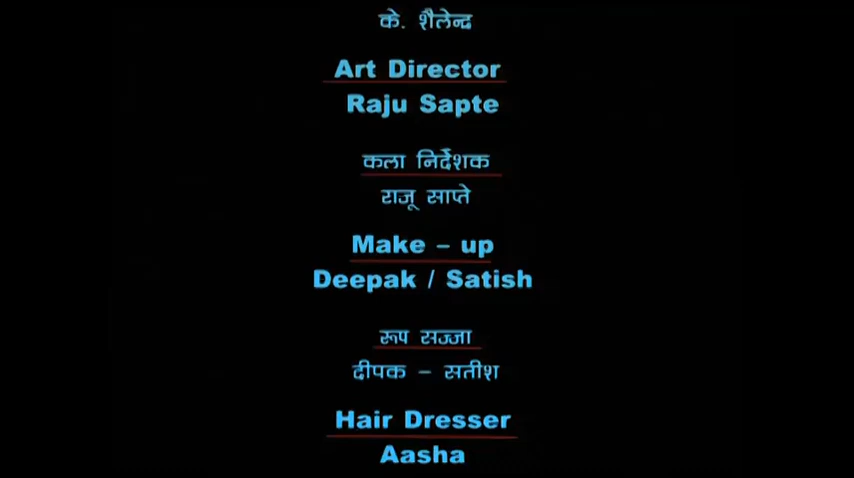 के. शैलेन्द्र
Art Director
Raju Sapte
कला निर्देशक
राजू साप्ते
Make – up
Deepak / Satish
रूप सज्जा
दीपक – सतीश
Hair Dresser
Aasha